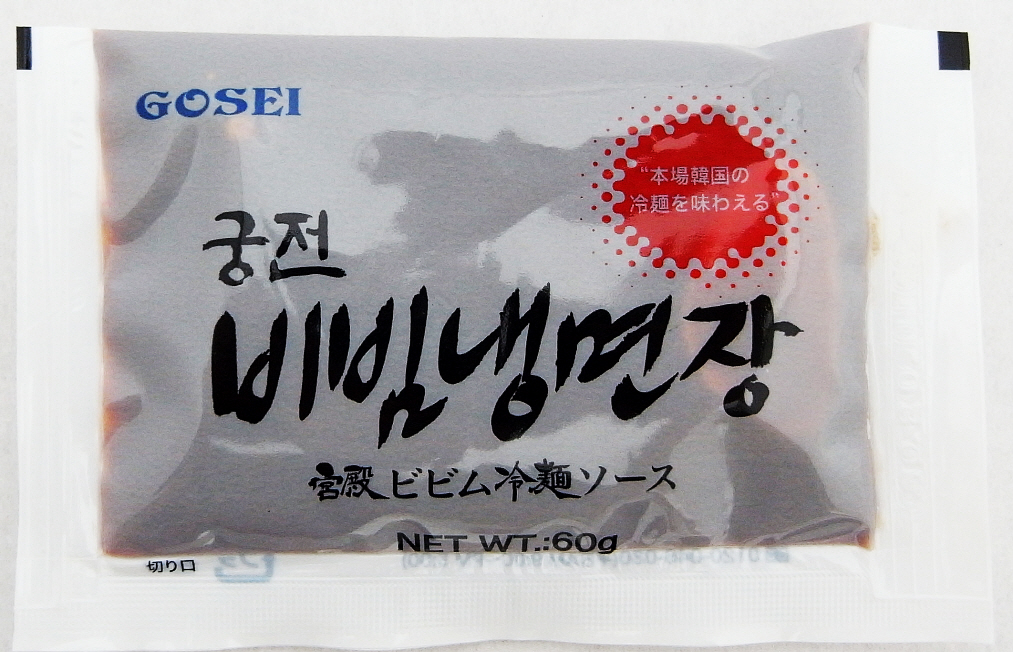 GOSEI
“本場韓国の
冷麺を味わえる”
궁전
비빔냉면장
宮殿ビビム冷麺ソース
NET WT.:60g
切り口